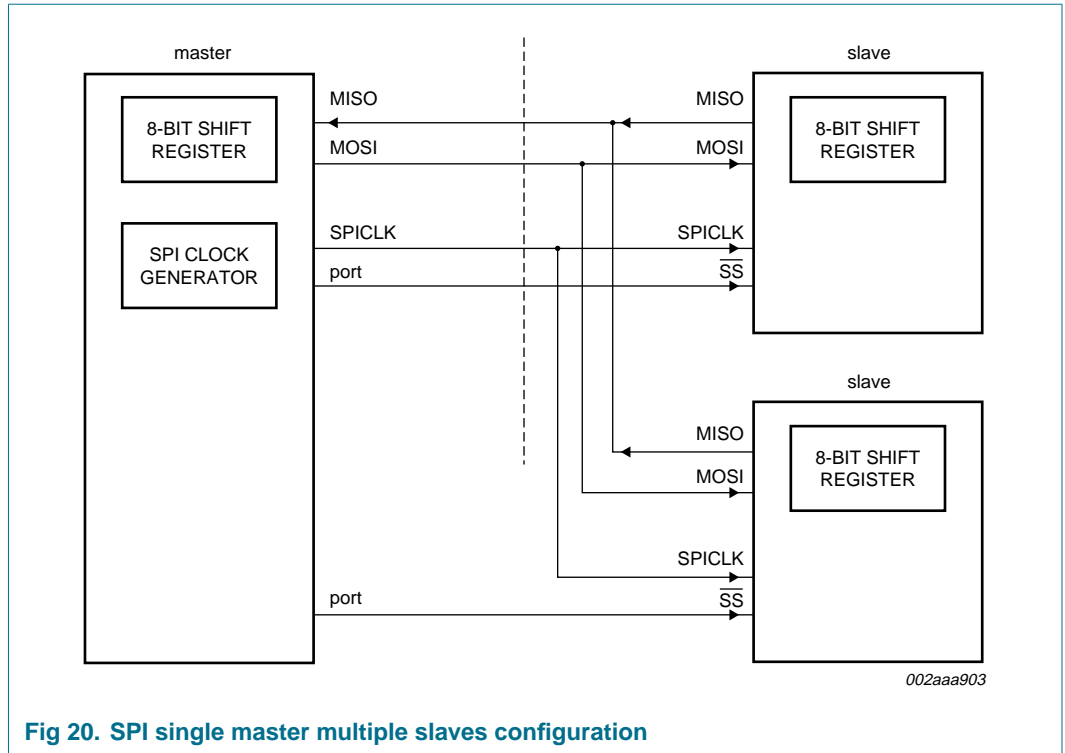 master
slave
MISO
MISO
8-BIT SHIFT
REGISTER
8-BIT SHIFT
REGISTER
MOSI
MOSI
SPICLK
SPICLK
SPI CLOCK
GENERATOR
port
S̅S̅
slave
MISO
8-BIT SHIFT
REGISTER
MOSI
SPICLK
port
S̅S̅
002aaa903
Fig 20. SPI single master multiple slaves configuration